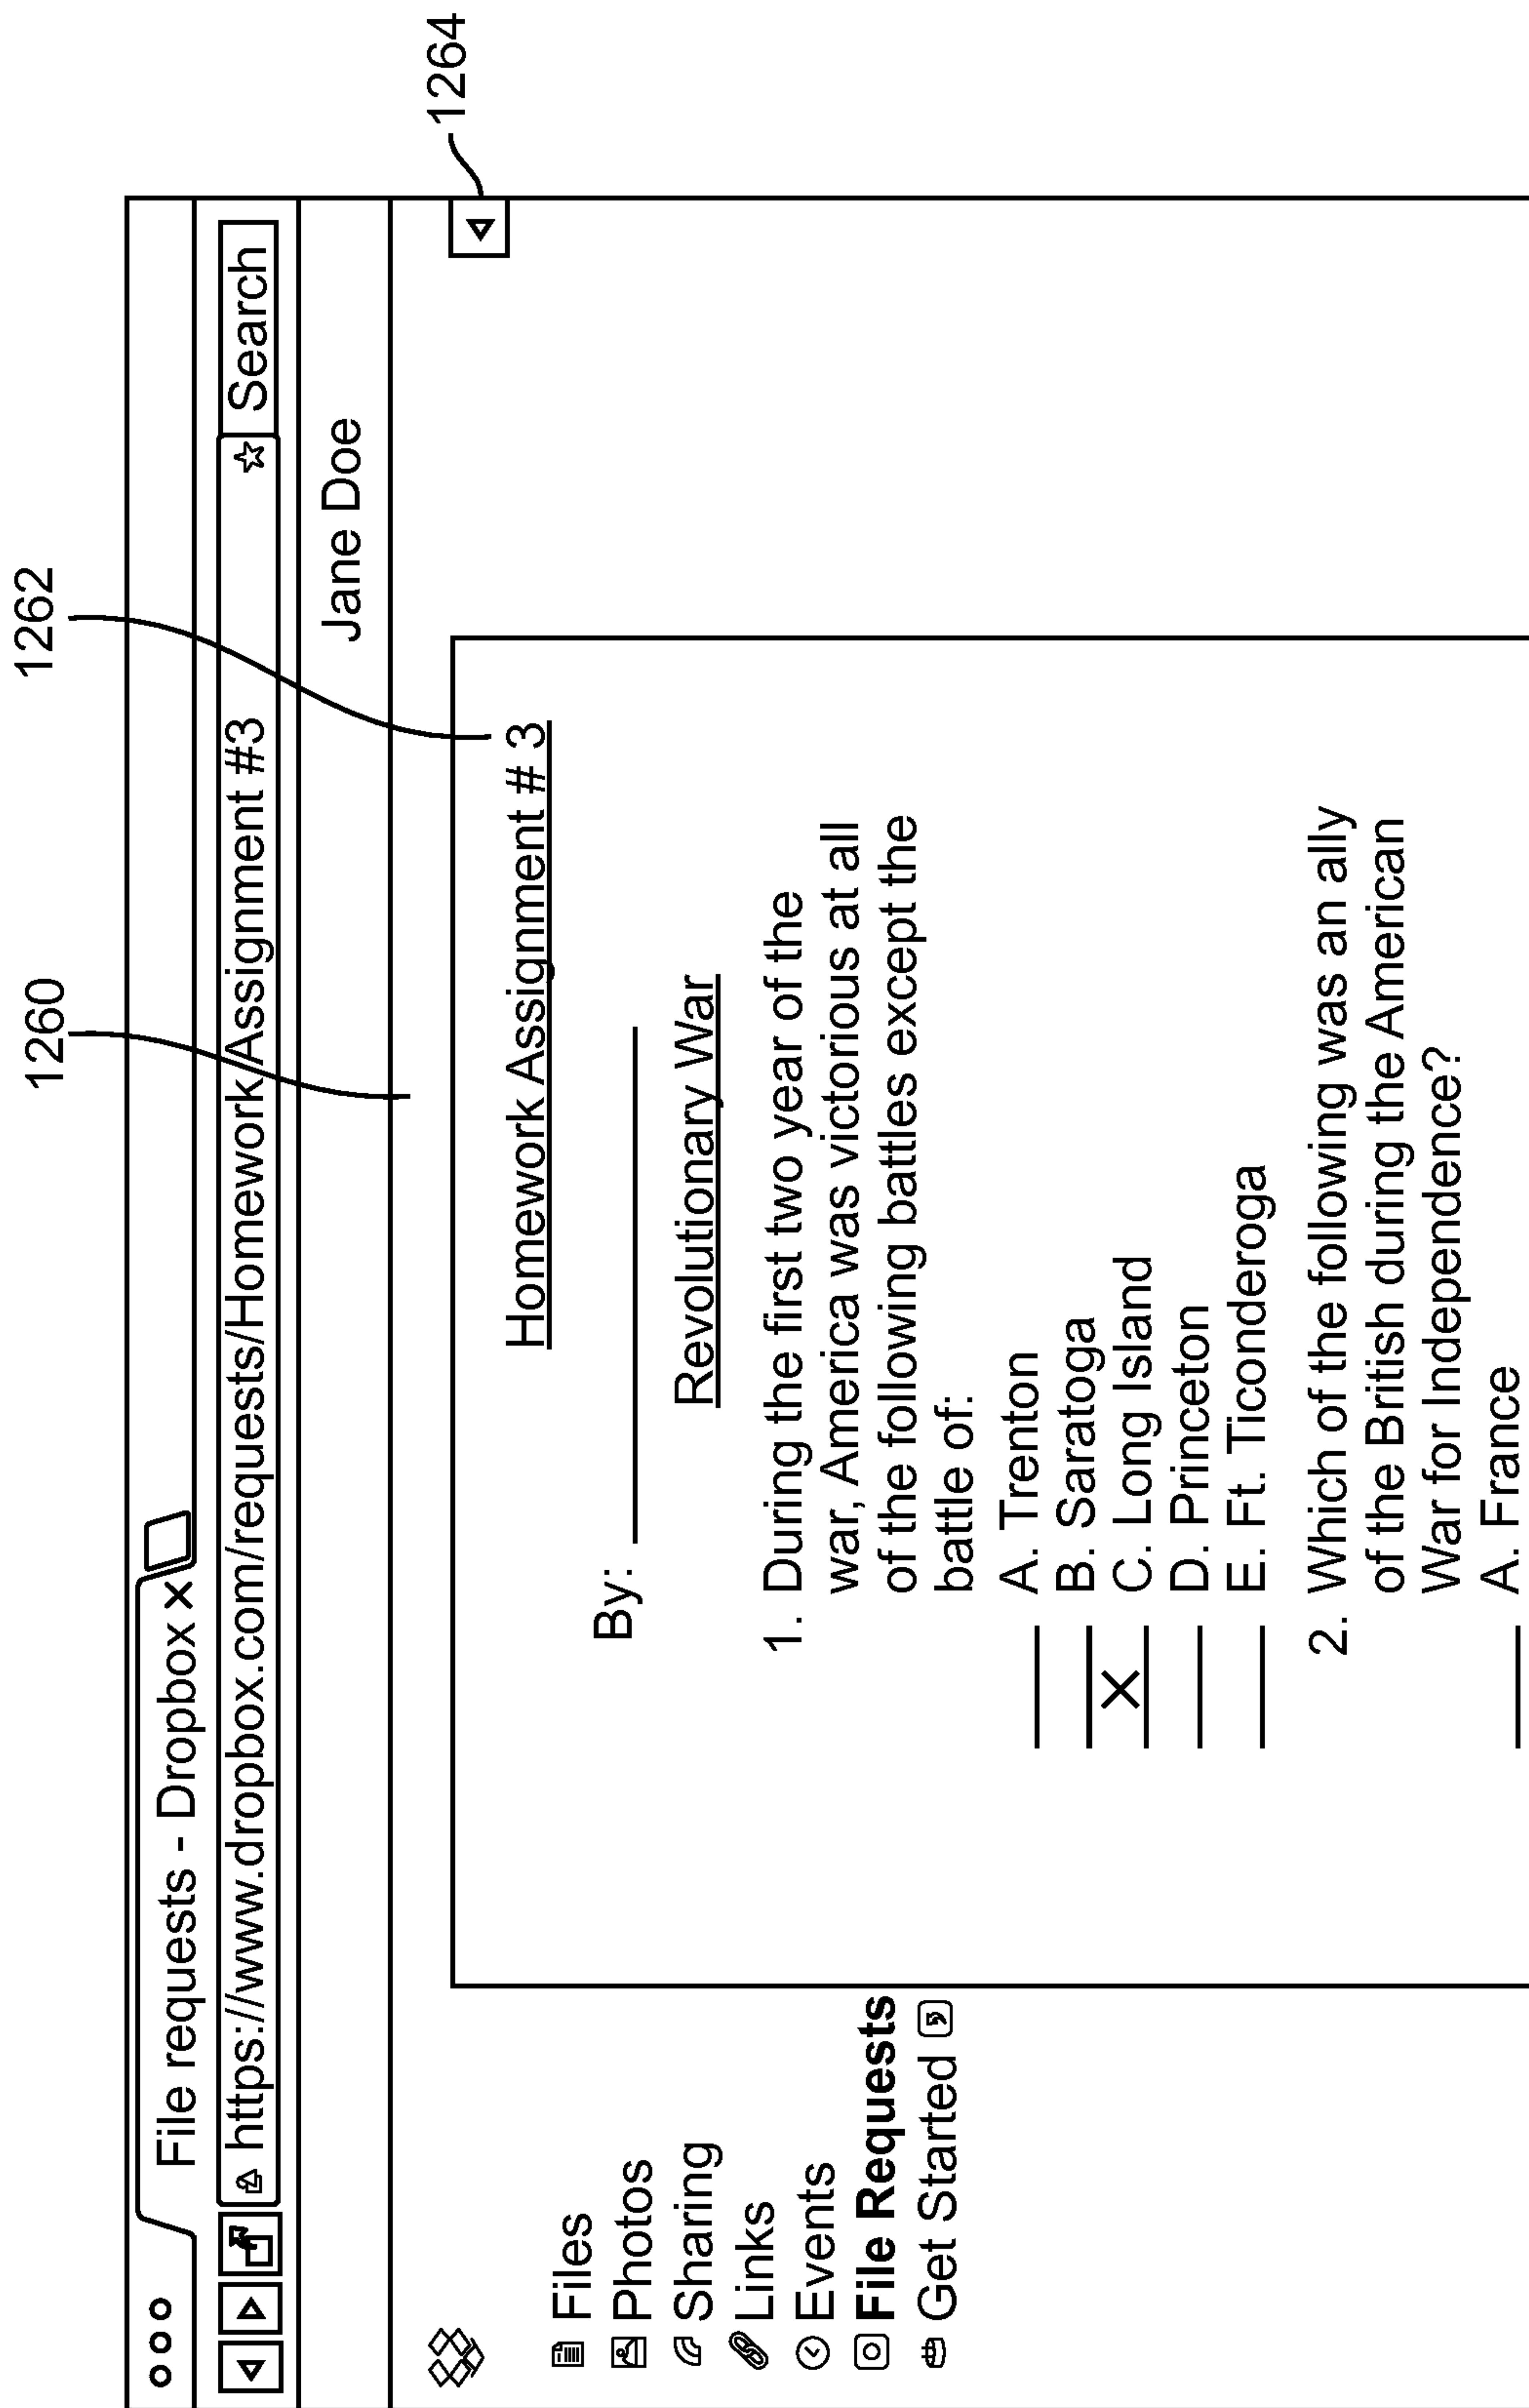 1260
1262
1264
File requests - Dropbox
https://www.dropbox.com/requests/Homework Assignment #3
Search
Jane Doe
Files
Photos
Sharing
Links
Events
File Requests
Get Started
Homework Assignment # 3
By:
Revolutionary War
1. During the first two year of the
war, America was victorious at all
of the following battles except the
battle of:
A. Trenton
B. Saratoga
X C. Long Island
D. Princeton
E. Ft. Ticonderoga
2. Which of the following was an ally
of the British during the American
War for Independence?
A. France